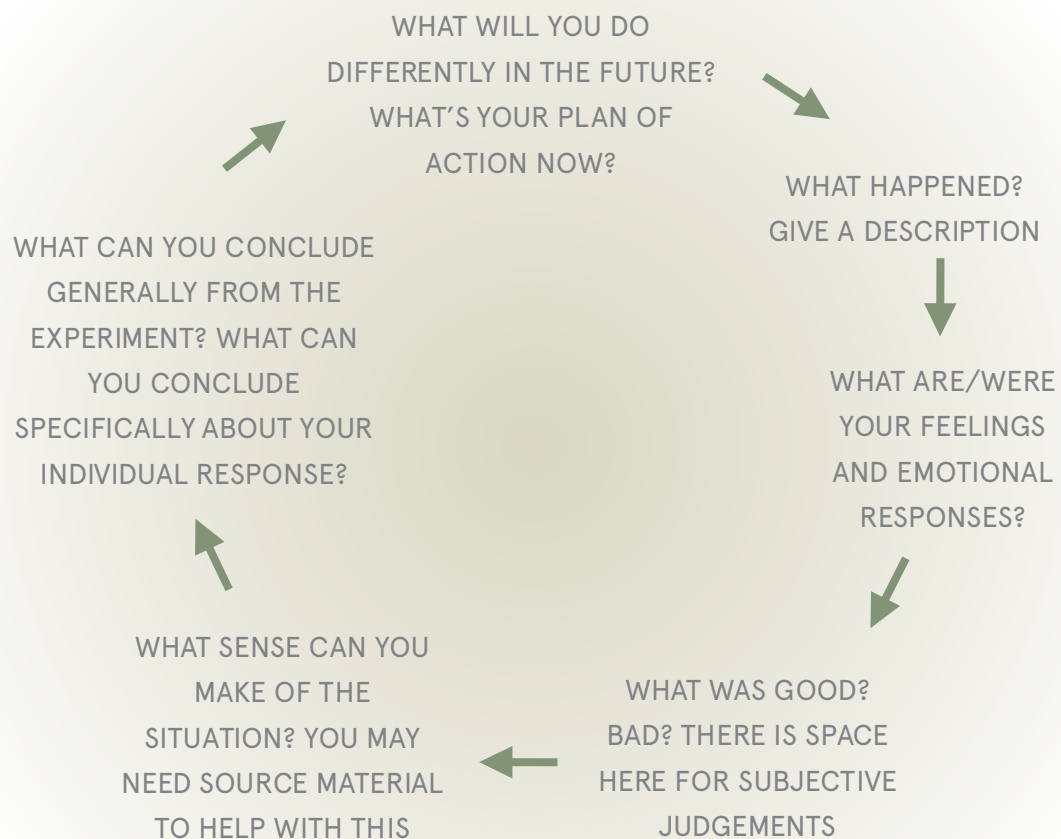 WHAT WILL YOU DO
DIFFERENTLY IN THE FUTURE?
WHAT'S YOUR PLAN OF
ACTION NOW?
WHAT HAPPENED?
GIVE A DESCRIPTION
WHAT ARE/WERE
YOUR FEELINGS
AND EMOTIONAL
RESPONSES?
WHAT WAS GOOD?
BAD? THERE IS SPACE
HERE FOR SUBJECTIVE
JUDGEMENTS
WHAT SENSE CAN YOU
MAKE OF THE
SITUATION? YOU MAY
NEED SOURCE MATERIAL
TO HELP WITH THIS
WHAT CAN YOU CONCLUDE
GENERALLY FROM THE
EXPERIMENT? WHAT CAN
YOU CONCLUDE
SPECIFICALLY ABOUT YOUR
INDIVIDUAL RESPONSE?